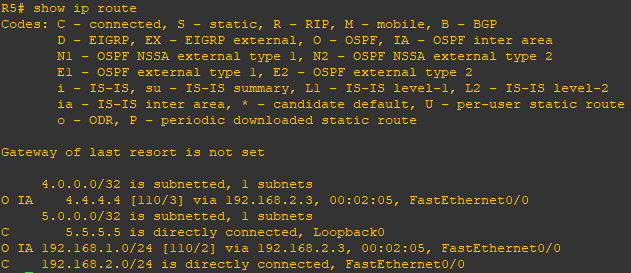 R5# show ip route
Codes: C - connected, S - static, R - RIP, M - mobile, B - BGP
       D - EIGRP, EX - EIGRP external, O - OSPF, IA - OSPF inter area
       N1 - OSPF NSSA external type 1, N2 - OSPF NSSA external type 2
       E1 - OSPF external type 1, E2 - OSPF external type 2
       i - IS-IS, su - IS-IS summary, L1 - IS-IS level-1, L2 - IS-IS level-2
       ia - IS-IS inter area, * - candidate default, U - per-user static route
       o - ODR, P - periodic downloaded static route
Gateway of last resort is not set
     4.0.0.0/32 is subnetted, 1 subnets
O IA    4.4.4.4 [110/3] via 192.168.2.3, 00:02:05, FastEthernet0/0
     5.0.0.0/32 is subnetted, 1 subnets
C       5.5.5.5 is directly connected, Loopback0
O IA 192.168.1.0/24 [110/2] via 192.168.2.3, 00:02:05, FastEthernet0/0
C    192.168.2.0/24 is directly connected, FastEthernet0/0